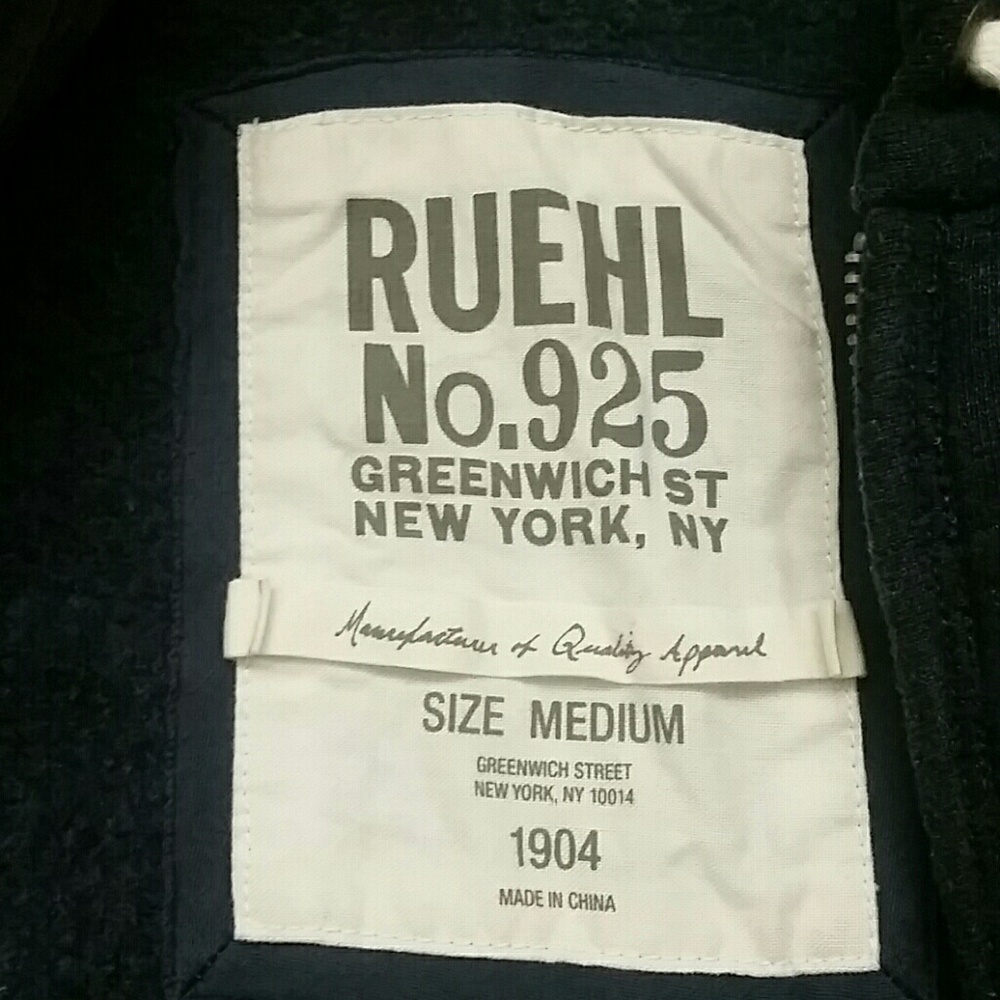 RUEHL
No.925
GREENWICH ST
NEW YORK, NY
Manufacturer of Quality Apparel
SIZE MEDIUM
GREENWICH STREET
NEW YORK, NY 10014
1904
MADE IN CHINA